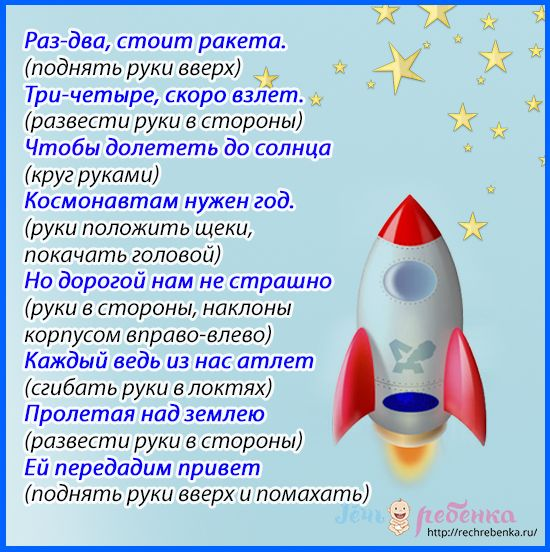 Раз-два, стоит ракета.
(поднять руки вверх)
Три-четыре, скоро взлет.
(развести руки в стороны)
Чтобы долететь до солнца
(круг руками)
Космонавтам нужен год.
(руки положить щеки,
покачать головой)
Но дорогой нам не страшно
(руки в стороны, наклоны
корпусом вправо-влево)
Каждый ведь из нас атлет
(сгибать руки в локтях)
Пролетая над землею
(развести руки в стороны)
Ей передадим привет
(поднять руки вверх и помахать)
Речь ребенка
http://rechrebenka.ru/